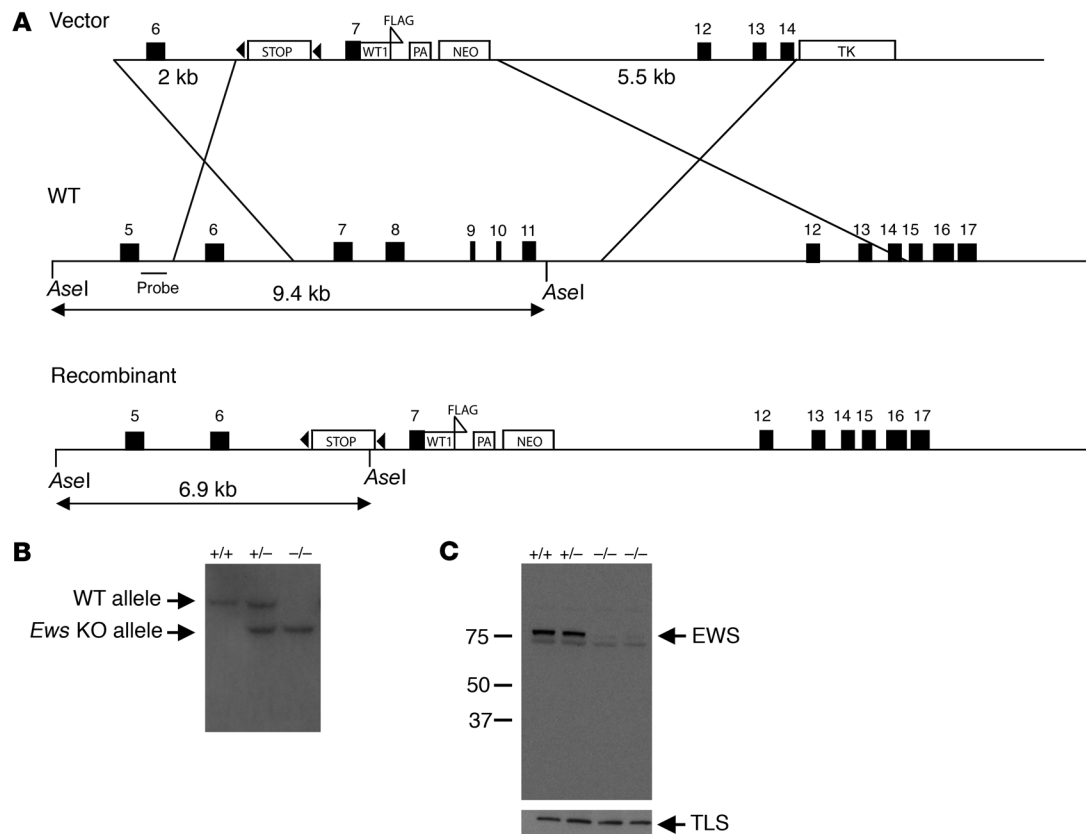 A
Vector
FLAG
6 7 12 13 14
STOP WT1 PA NEO TK
2 kb 5.5 kb
WT
5 6 7 8 9 10 11 12 13 14 15 16 17
AseI Probe AseI
9.4 kb
Recombinant
FLAG
5 6 7 12 13 14 15 16 17
STOP WT1 PA NEO
AseI AseI
6.9 kb
B
+/+ +/– –/–
WT allele
Ews KO allele
C
+/+ +/– –/– –/–
75 EWS
50
37
TLS